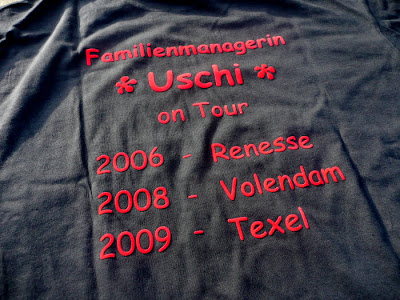 Familienmanagerin
* Uschi *
on Tour
2006 - Renesse
2008 - Volendam
2009 - Texel